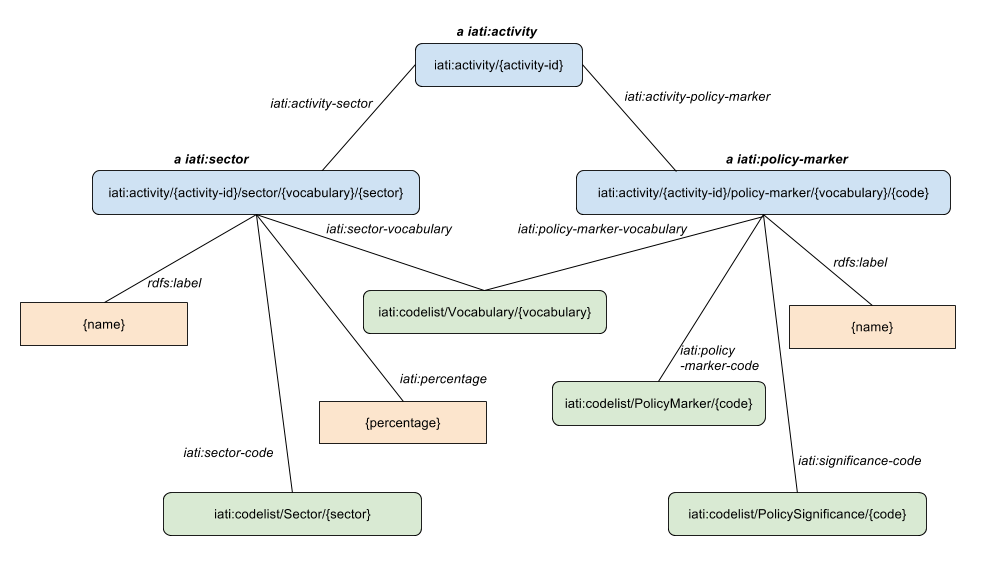 a iati:activity
iati:activity/{activity-id}
iati:activity-sector
iati:activity-policy-marker
a iati:sector
a iati:policy-marker
iati:activity/{activity-id}/sector/{vocabulary}/{sector}
iati:activity/{activity-id}/policy-marker/{vocabulary}/{code}
iati:sector-vocabulary
iati:policy-marker-vocabulary
rdfs:label
rdfs:label
{name}
iati:codelist/Vocabulary/{vocabulary}
{name}
iati:policy
-marker-code
iati:percentage
iati:codelist/PolicyMarker/{code}
{percentage}
iati:sector-code
iati:significance-code
iati:codelist/Sector/{sector}
iati:codelist/PolicySignificance/{code}